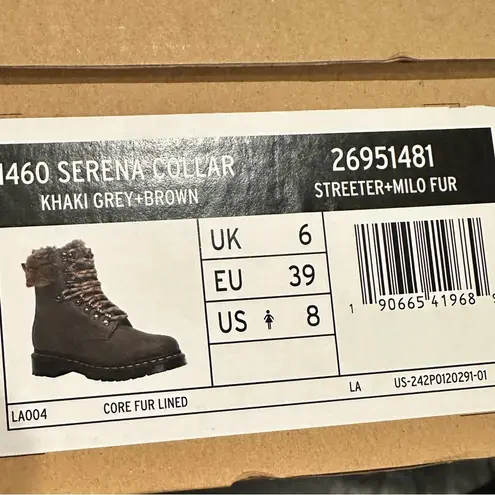 1460 SERENA COLLAR
KHAKI GREY+BROWN
26951481
STREETER+MILO FUR
UK 6
EU 39
US 8
1 90665 41968
LA004
CORE FUR LINED
LA
US-242P0120291-01